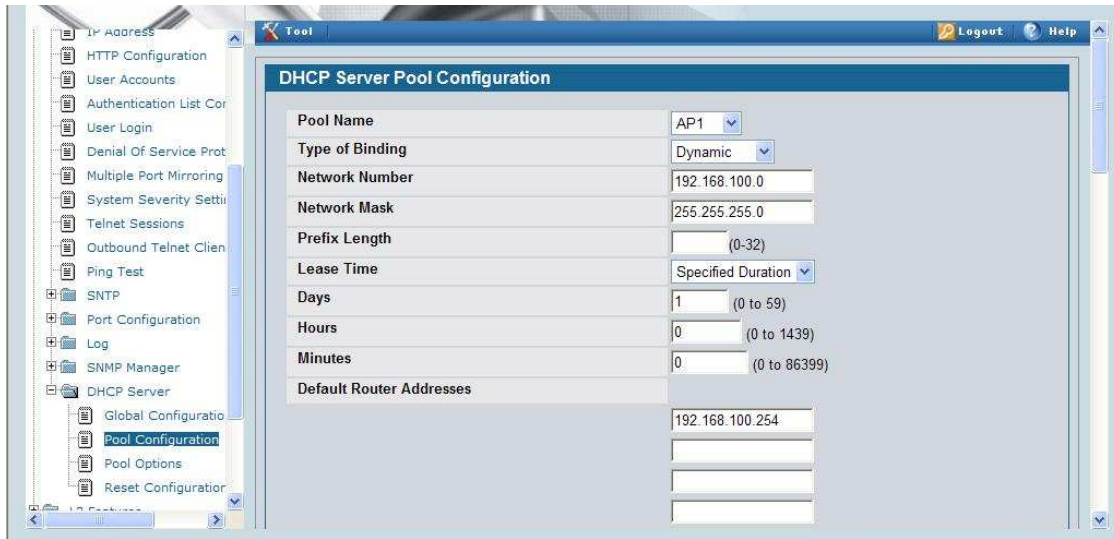 IP Address
HTTP Configuration
User Accounts
Authentication List Cor
User Login
Denial Of Service Prot
Multiple Port Mirroring
System Severity Setti
Telnet Sessions
Outbound Telnet Clien
Ping Test
SNTP
Port Configuration
Log
SNMP Manager
DHCP Server
Global Configuratio
Pool Configuration
Pool Options
Reset Configuration
L2 Features
Tool
Logout
Help
DHCP Server Pool Configuration
Pool Name AP1
Type of Binding Dynamic
Network Number 192.168.100.0
Network Mask 255.255.255.0
Prefix Length (0-32)
Lease Time Specified Duration
Days 1 (0 to 59)
Hours 0 (0 to 1439)
Minutes 0 (0 to 86399)
Default Router Addresses
192.168.100.254